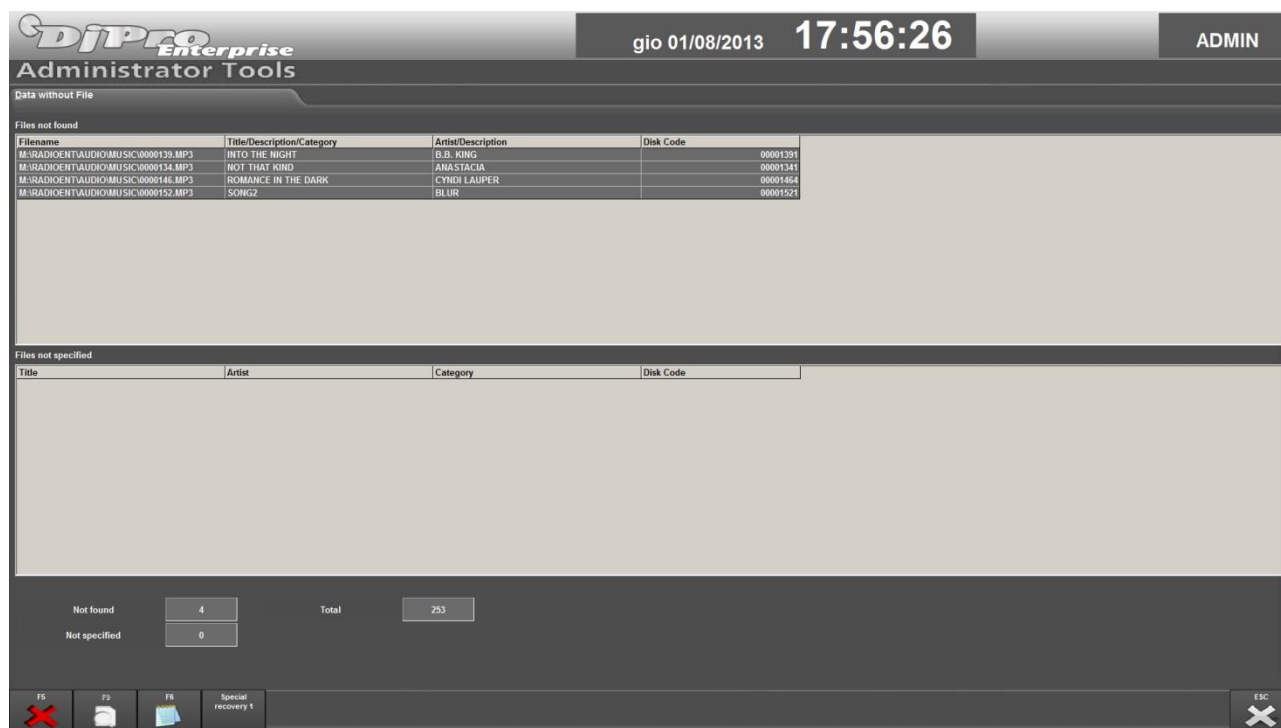 DjPro
Enterprise
gio 01/08/2013 17:56:26 ADMIN
Administrator Tools
Data without File
Files not found
Filename Title/Description/Category Artist/Description Disk Code
M:\RADIOENT\AUDIO\MUSIC\0000139.MP3 INTO THE NIGHT B.B. KING 00001391
M:\RADIOENT\AUDIO\MUSIC\0000134.MP3 NOT THAT KIND ANASTACIA 00001341
M:\RADIOENT\AUDIO\MUSIC\0000146.MP3 ROMANCE IN THE DARK CYNDI LAUPER 00001464
M:\RADIOENT\AUDIO\MUSIC\0000152.MP3 SONG2 BLUR 00001521
Files not specified
Title Artist Category Disk Code
Not found 4 Total 253
Not specified 0
F5 F9 F6 Special ESC
recovery 1